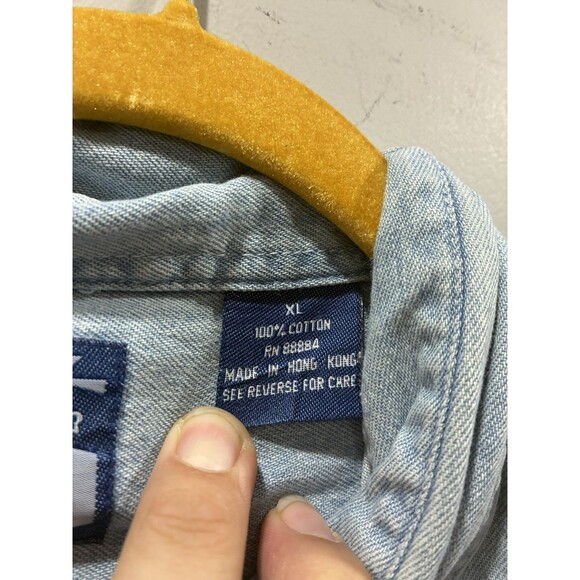 XL
100% COTTON
RN 88884
MADE IN HONG KONG
SEE REVERSE FOR CARE
R